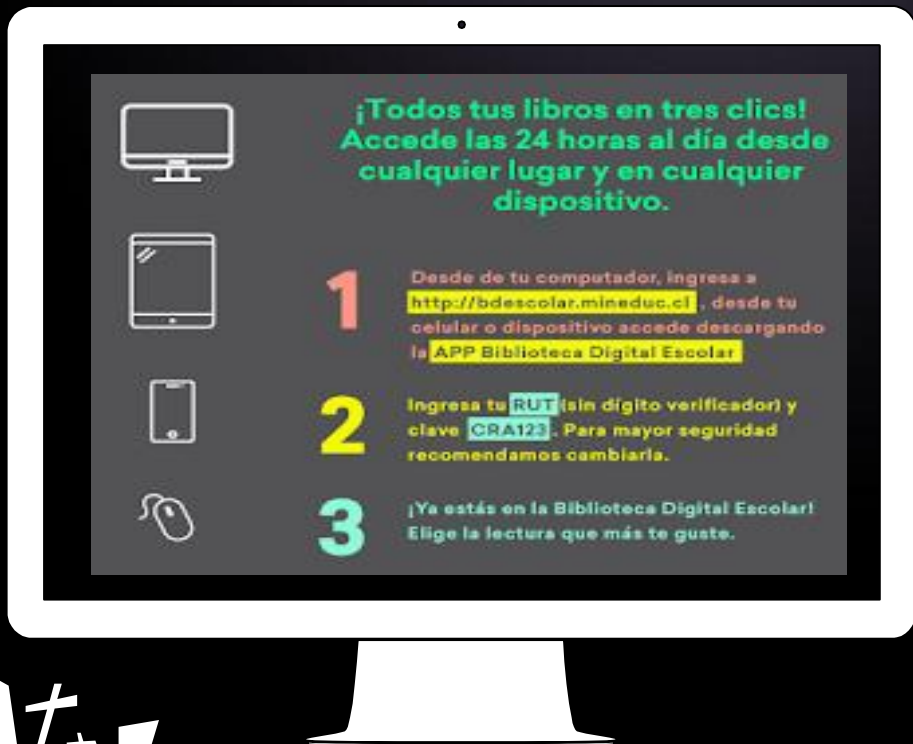 ¡Todos tus libros en tres clics!
Accede las 24 horas al día desde
cualquier lugar y en cualquier
dispositivo.
1
Desde de tu computador, ingresa a
http://bdescolar.mineduc.cl , desde tu
celular o dispositivo accede descargando
la APP Biblioteca Digital Escolar
2
Ingresa tu RUT (sin dígito verificador) y
clave CRA123 . Para mayor seguridad
recomendamos cambiarla.
3
¡Ya estás en la Biblioteca Digital Escolar!
Elige la lectura que más te guste.